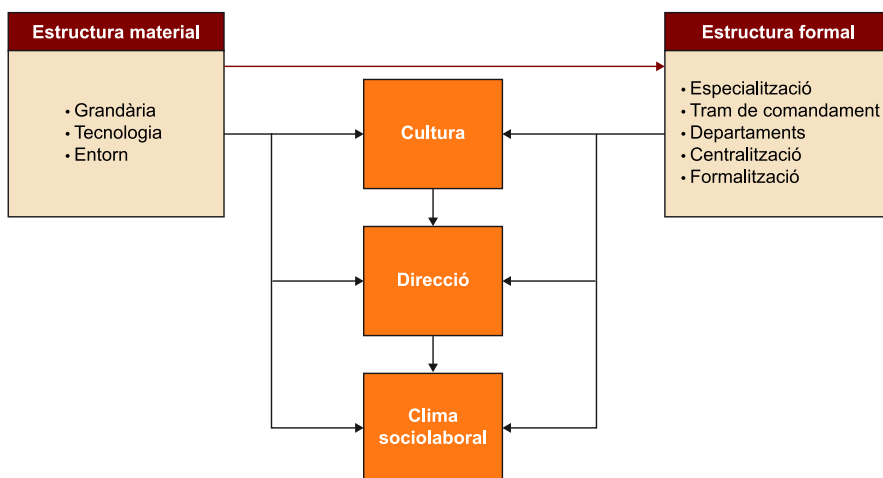 Estructura material
• Grandària
• Tecnologia
• Entorn
Estructura formal
• Especialització
• Tram de comandament
• Departaments
• Centralització
• Formalització
Cultura
Direcció
Clima
sociolaboral